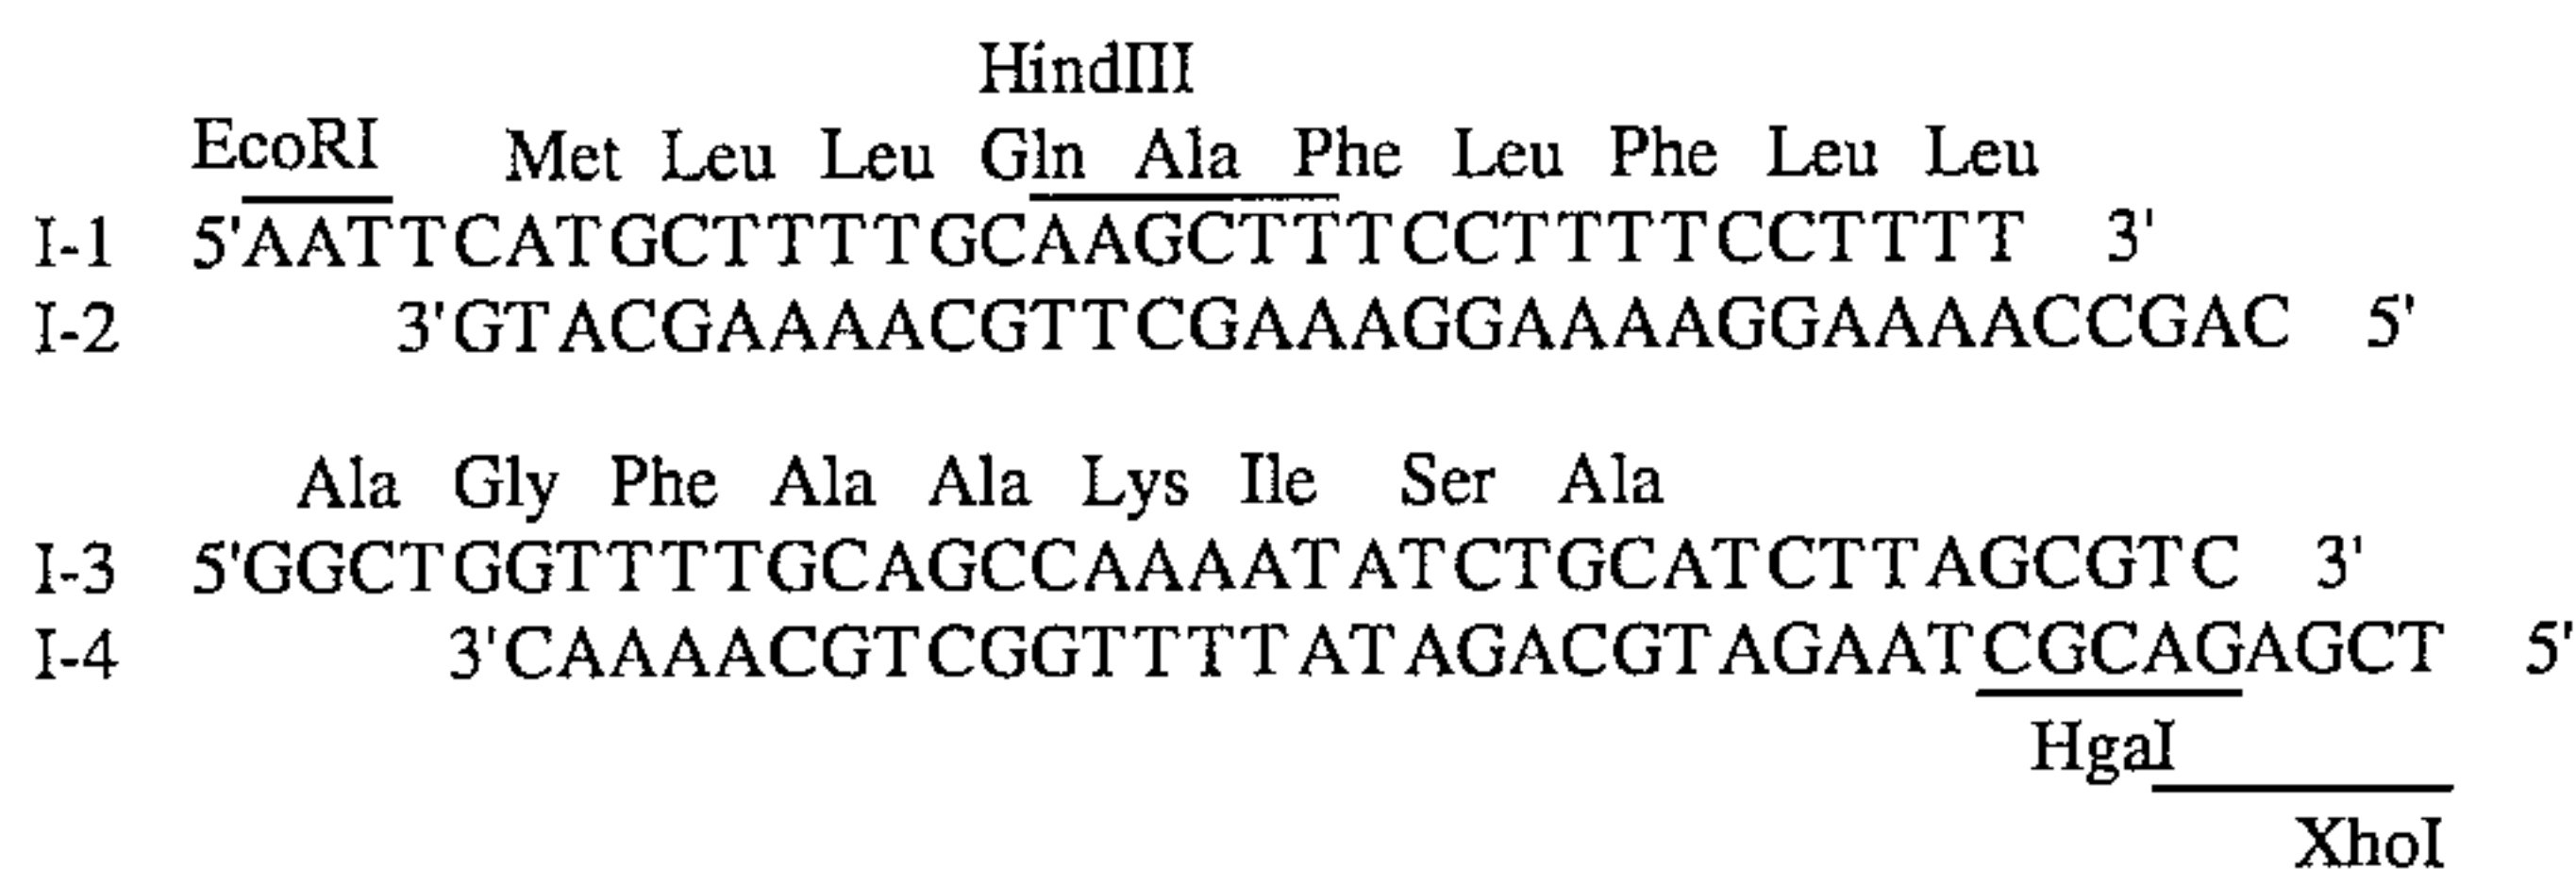 HindIII
EcoRI Met Leu Leu Gln Ala Phe Leu Phe Leu Leu
I-1 5'AATTCATGCTTTTGCAAGCTTTCCTTTTCCTTTT 3'
I-2 3'GTACGAAAACGTTCGAAAGGAAAAGGAAAACCGAC 5'
Ala Gly Phe Ala Ala Lys Ile Ser Ala
I-3 5'GGCTGGTTTTGCAGCCAAAATATCTGCATCTTAGCGTC 3'
I-4 3'CAAAACGTCGGTTTTATAGACGTAGAATCGCAGAGCT 5'
HgaI
XhoI